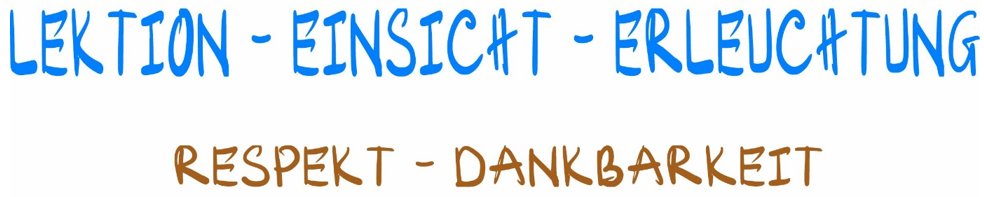 LEKTION - EINSICHT - ERLEUCHTUNG
RESPEKT - DANKBARKEIT